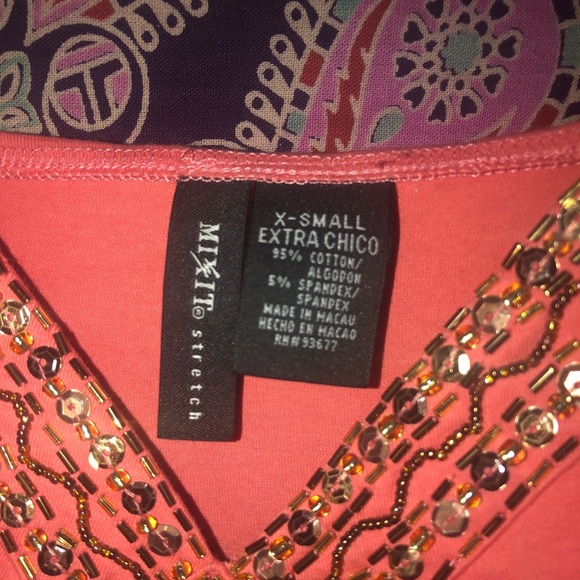 MIXIT® stretch
X-SMALL
EXTRA CHICO
95% COTTON/
ALGODON
5% SPANDEX/
SPANDEX
MADE IN MACAU
HECHO EN MACAO
RN# 93677